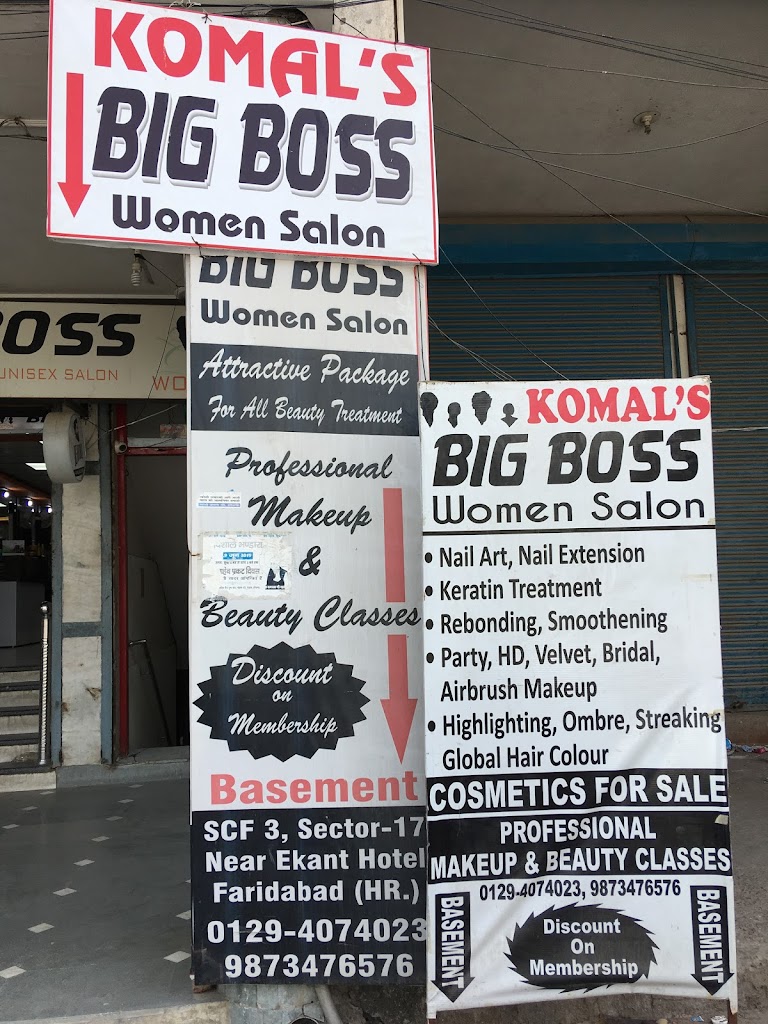 KOMAL'S
BIG BOSS
Women Salon
BIG BOSS
Women Salon
Attractive Package
For All Beauty Treatment
Professional
Makeup
&
Beauty Classes
Discount
on
Membership
Basement
SCF 3, Sector-17
Near Ekant Hotel
Faridabad (HR.)
0129-4074023
9873476576
OSS
UNISEX SALON
WO
KOMAL'S
BIG BOSS
Women Salon
• Nail Art, Nail Extension
• Keratin Treatment
• Rebonding, Smoothening
• Party, HD, Velvet, Bridal,
Airbrush Makeup
• Highlighting, Ombre, Streaking
Global Hair Colour
COSMETICS FOR SALE
PROFESSIONAL
MAKEUP & BEAUTY CLASSES
0129-4074023, 9873476576
BASEMENT
Discount
On
Membership
BASEMENT